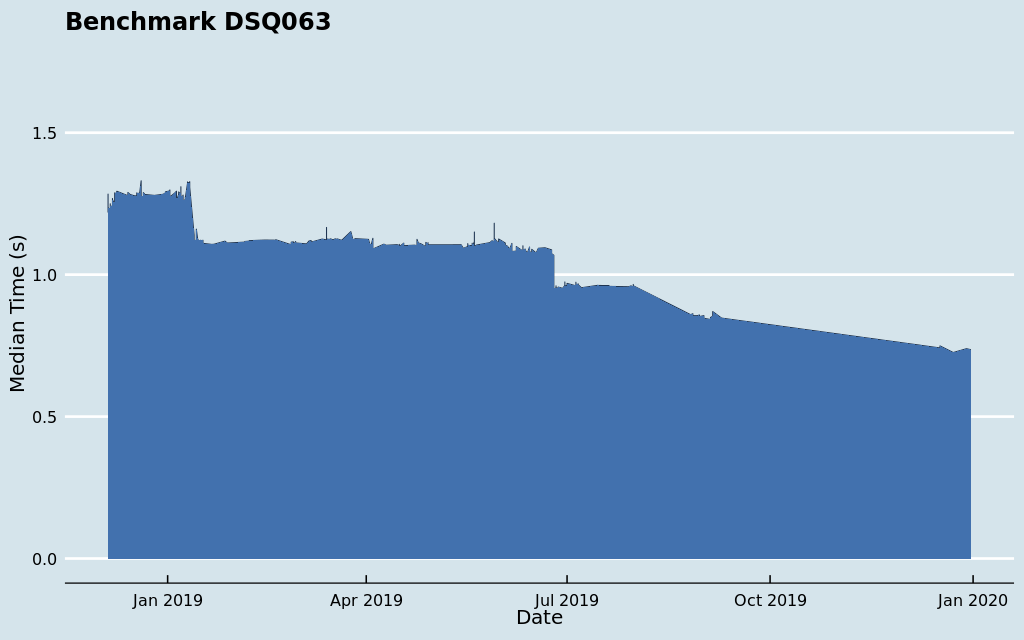 Benchmark DSQ063
Median Time (s)
1.5
1.0
0.5
0.0
Jan 2019
Apr 2019
Jul 2019
Oct 2019
Jan 2020
Date